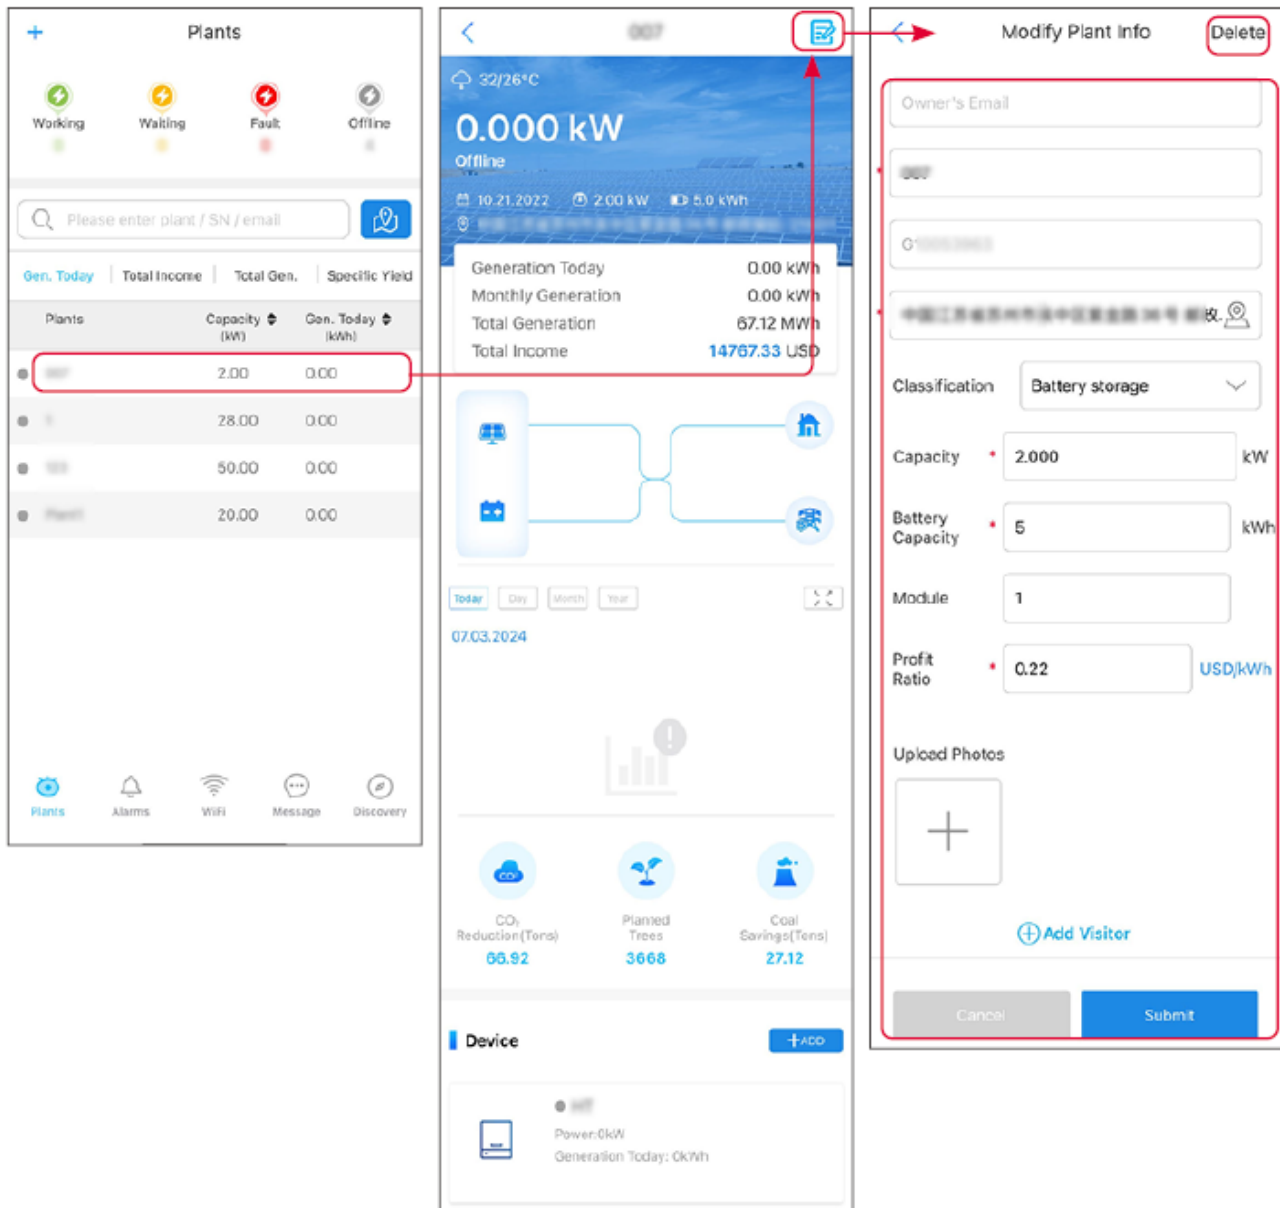 Plants
Working
Waiting
Fault
Offline
Please enter plant / SN / email
Gen. Today
Total Income
Total Gen.
Specific Yield
Plants
Capacity
(kW)
Gen. Today
(kWh)
2.00
0.00
28.00
0.00
50.00
0.00
20.00
0.00
Plants
Alarms
WiFi
Message
Discovery
007
32/26°C
0.000 kW
Offline
10.21.2022
2.00 kW
5.0 kWh
Generation Today
0.00 kWh
Monthly Generation
0.00 kWh
Total Generation
67.12 MWh
Total Income
14767.33 USD
Today
Day
Month
Year
07.03.2024
CO₂
Reduction(Tons)
66.92
Planted
Trees
3668
Coal
Savings(Tons)
27.12
Device
+ADD
Power:0kW
Generation Today: 0kWh
Modify Plant Info
Delete
Owner's Email
007
Classification
Battery storage
Capacity
*
2.000
kW
Battery
Capacity
*
5
kWh
Module
1
Profit
Ratio
*
0.22
USD/kWh
Upload Photos
Add Visitor
Cancel
Submit